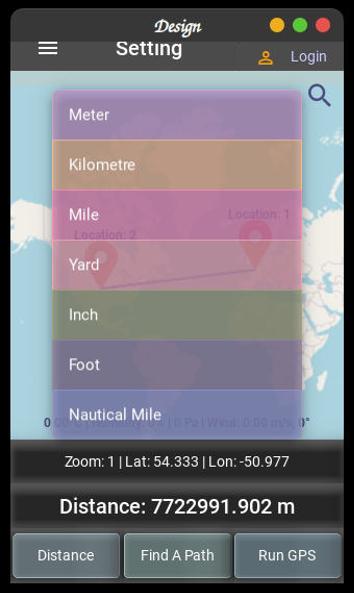 Design
Setting
Login
Meter
Kilometre
Mile
Location: 1
Location: 2
Yard
Inch
Foot
Nautical Mile
0.00°C | Humidity: 0% | 0 Pa | Wind: 0.00 m/s, 0°
Zoom: 1 | Lat: 54.333 | Lon: -50.977
Distance: 7722991.902 m
Distance
Find A Path
Run GPS